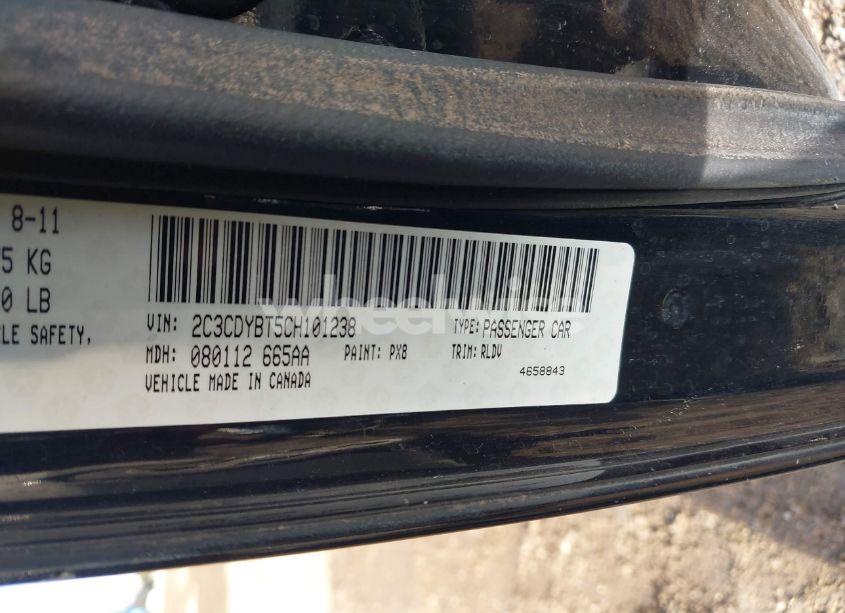 8-11
5 KG
0 LB
LE SAFETY,
VIN: 2C3CDYBT5CH101238 TYPE: PASSENGER CAR
MDH: 080112 665AA PAINT: PX8 TRIM: RLDV
VEHICLE MADE IN CANADA 4658843
wheelwizz